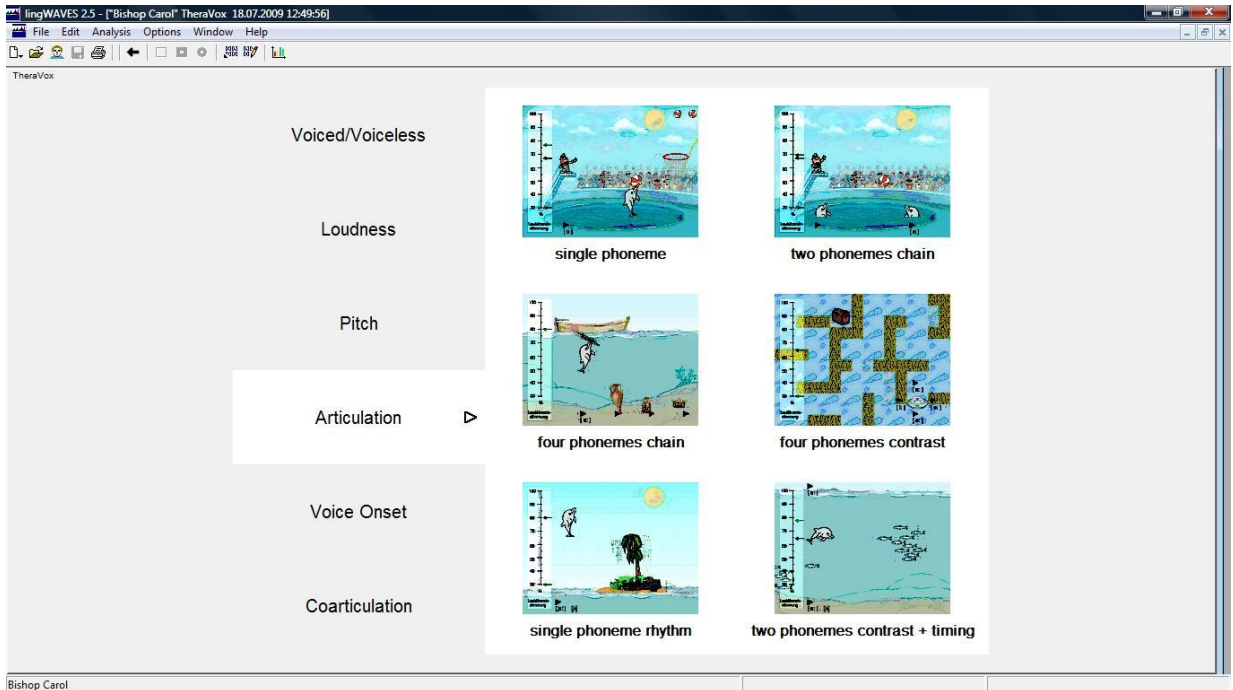 lingWAVES 2.5 - ["Bishop Carol" TheraVox 18.07.2009 12:49:56]
File Edit Analysis Options Window Help
TheraVox
Voiced/Voiceless
Loudness
Pitch
Articulation
Voice Onset
Coarticulation
single phoneme
two phonemes chain
four phonemes chain
four phonemes contrast
single phoneme rhythm
two phonemes contrast + timing
Bishop Carol